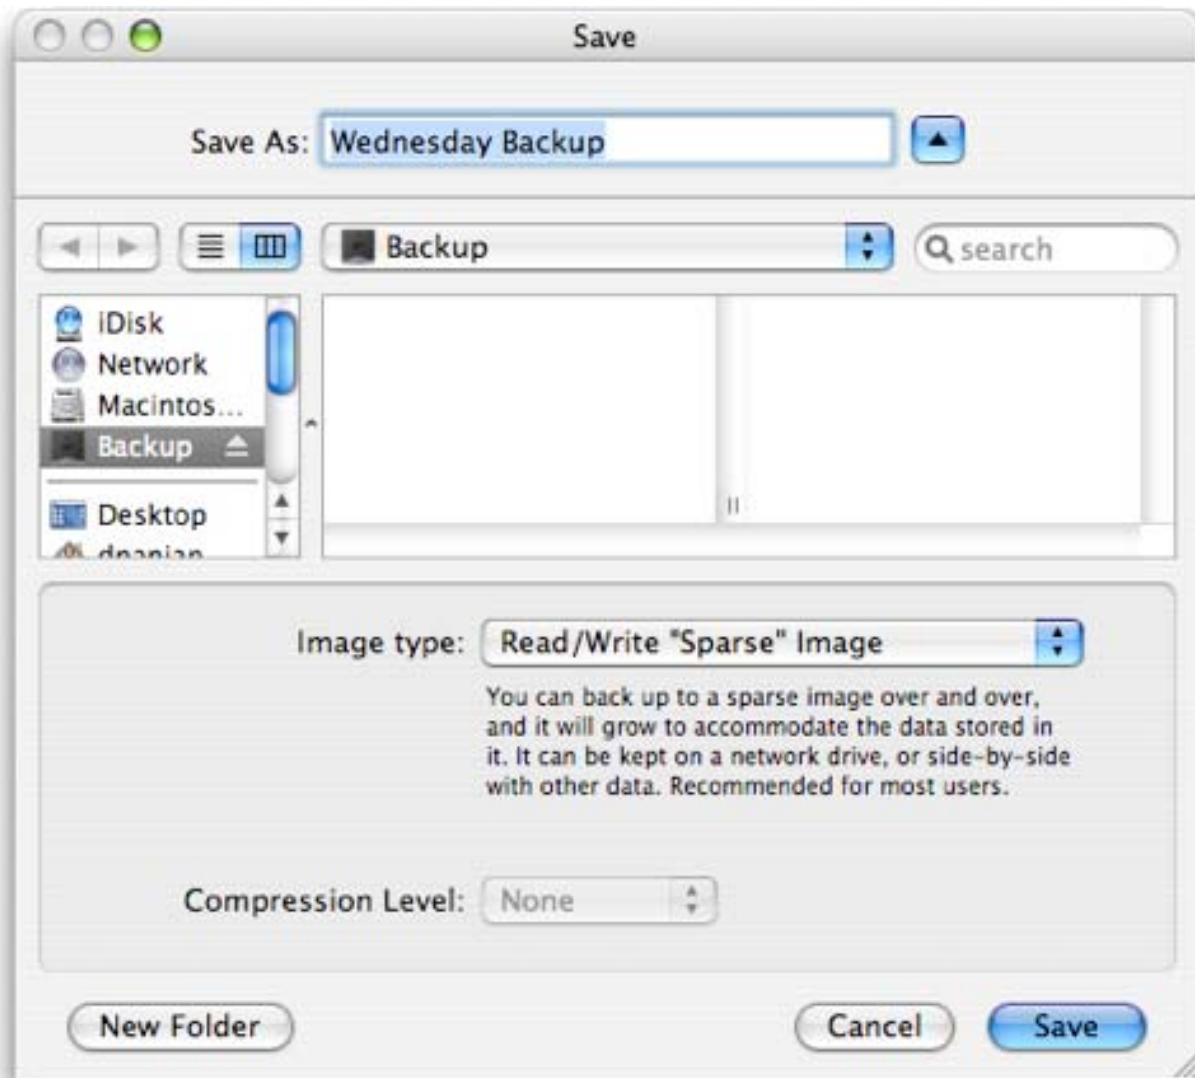 Save
Save As: Wednesday Backup
Backup
search
iDisk
Network
Macintos...
Backup
Desktop
dnanian
Image type: Read/Write "Sparse" Image
You can back up to a sparse image over and over,
and it will grow to accommodate the data stored in
it. It can be kept on a network drive, or side-by-side
with other data. Recommended for most users.
Compression Level: None
New Folder
Cancel
Save